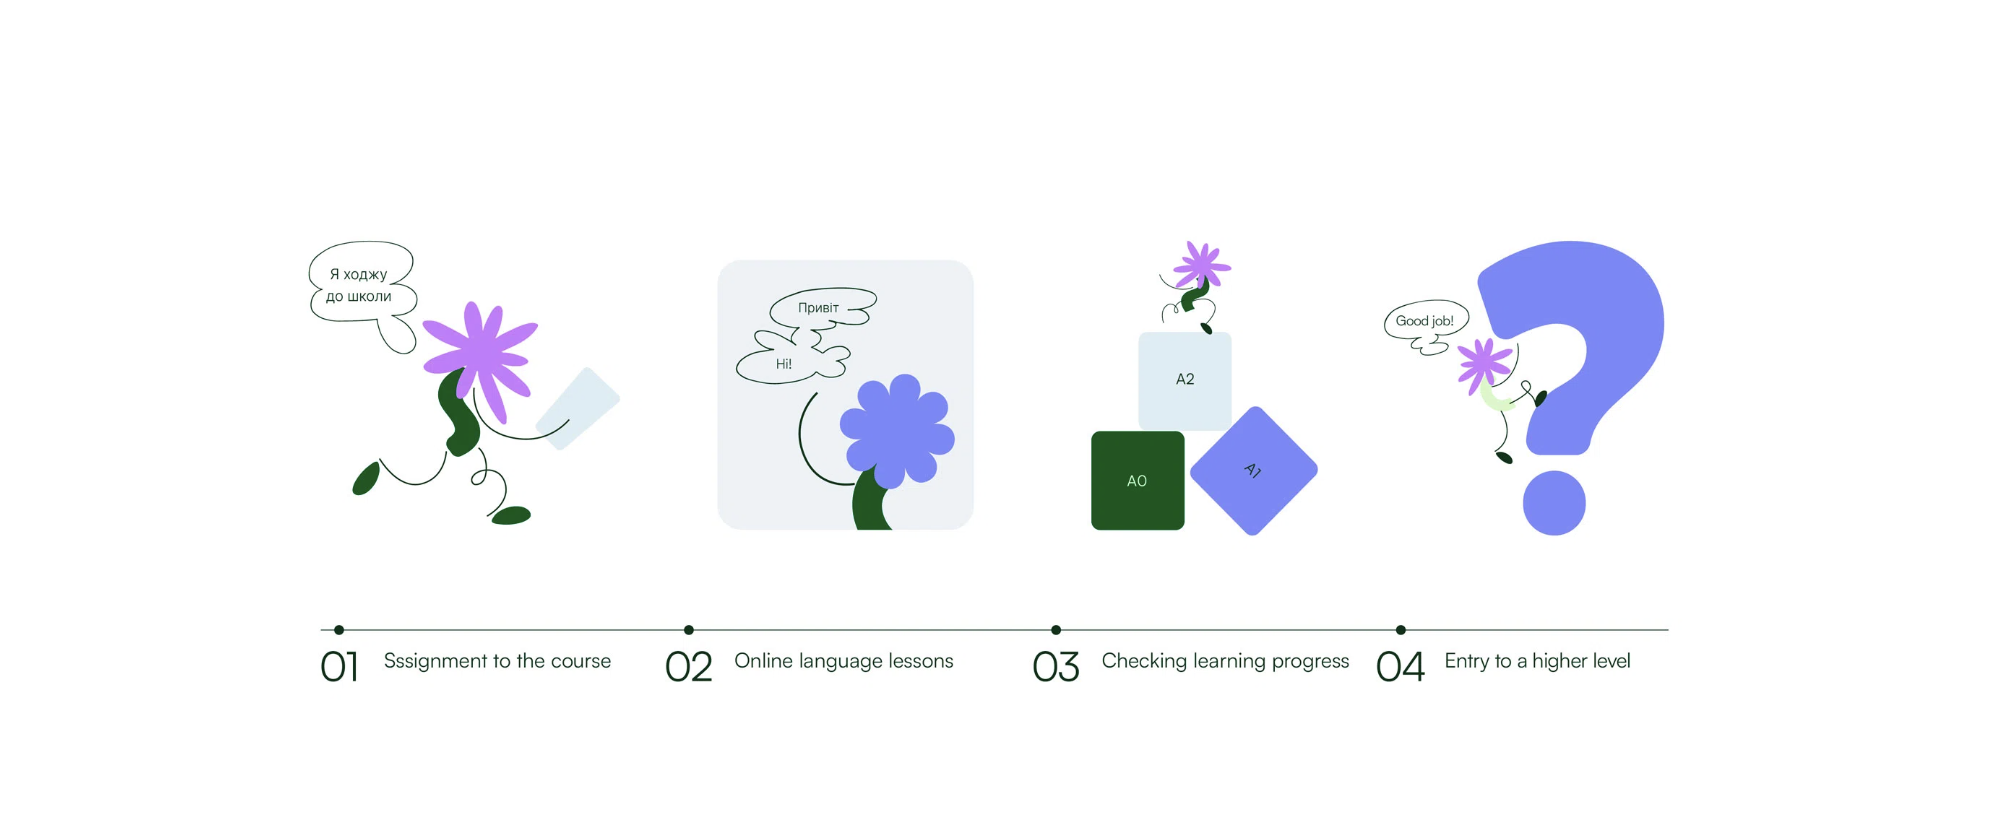 Я ходжу
до школи
Привіт
Hi!
A2
A0
A1
Good job!
01 Sssignment to the course
02 Online language lessons
03 Checking learning progress
04 Entry to a higher level